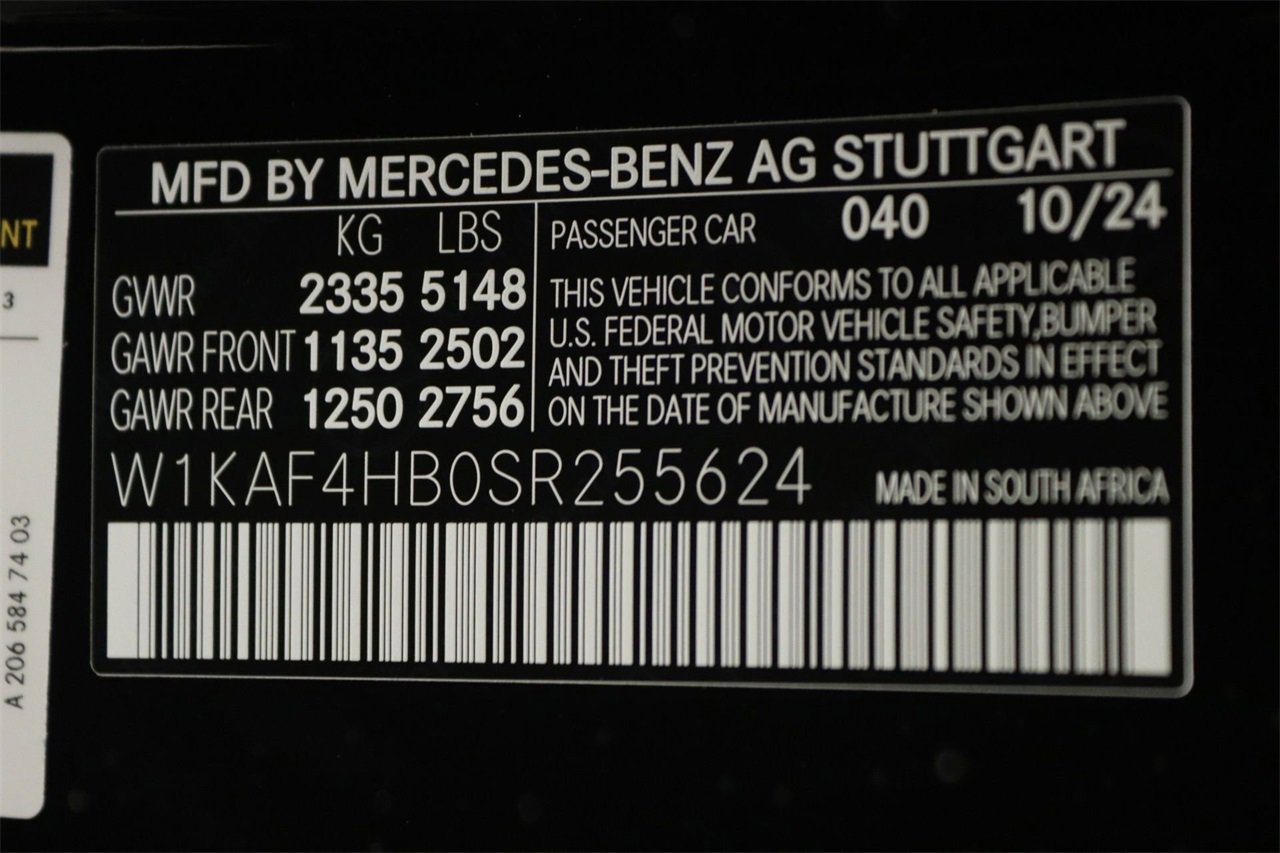 MFD BY MERCEDES-BENZ AG STUTTGART
KG LBS
PASSENGER CAR 040 10/24
GVWR 2335 5148
GAWR FRONT 1135 2502
GAWR REAR 1250 2756
THIS VEHICLE CONFORMS TO ALL APPLICABLE
U.S. FEDERAL MOTOR VEHICLE SAFETY,BUMPER
AND THEFT PREVENTION STANDARDS IN EFFECT
ON THE DATE OF MANUFACTURE SHOWN ABOVE
W1KAF4HB0SR255624
MADE IN SOUTH AFRICA
NT
3
A 206 584 74 03